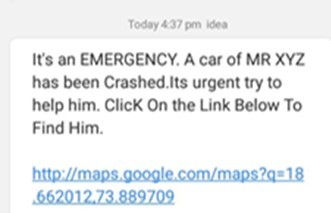 Today 4:37 pm idea
It's an EMERGENCY. A car of MR XYZ
has been Crashed.Its urgent try to
help him. ClicK On the Link Below To
Find Him.
http://maps.google.com/maps?q=18
.662012,73.889709